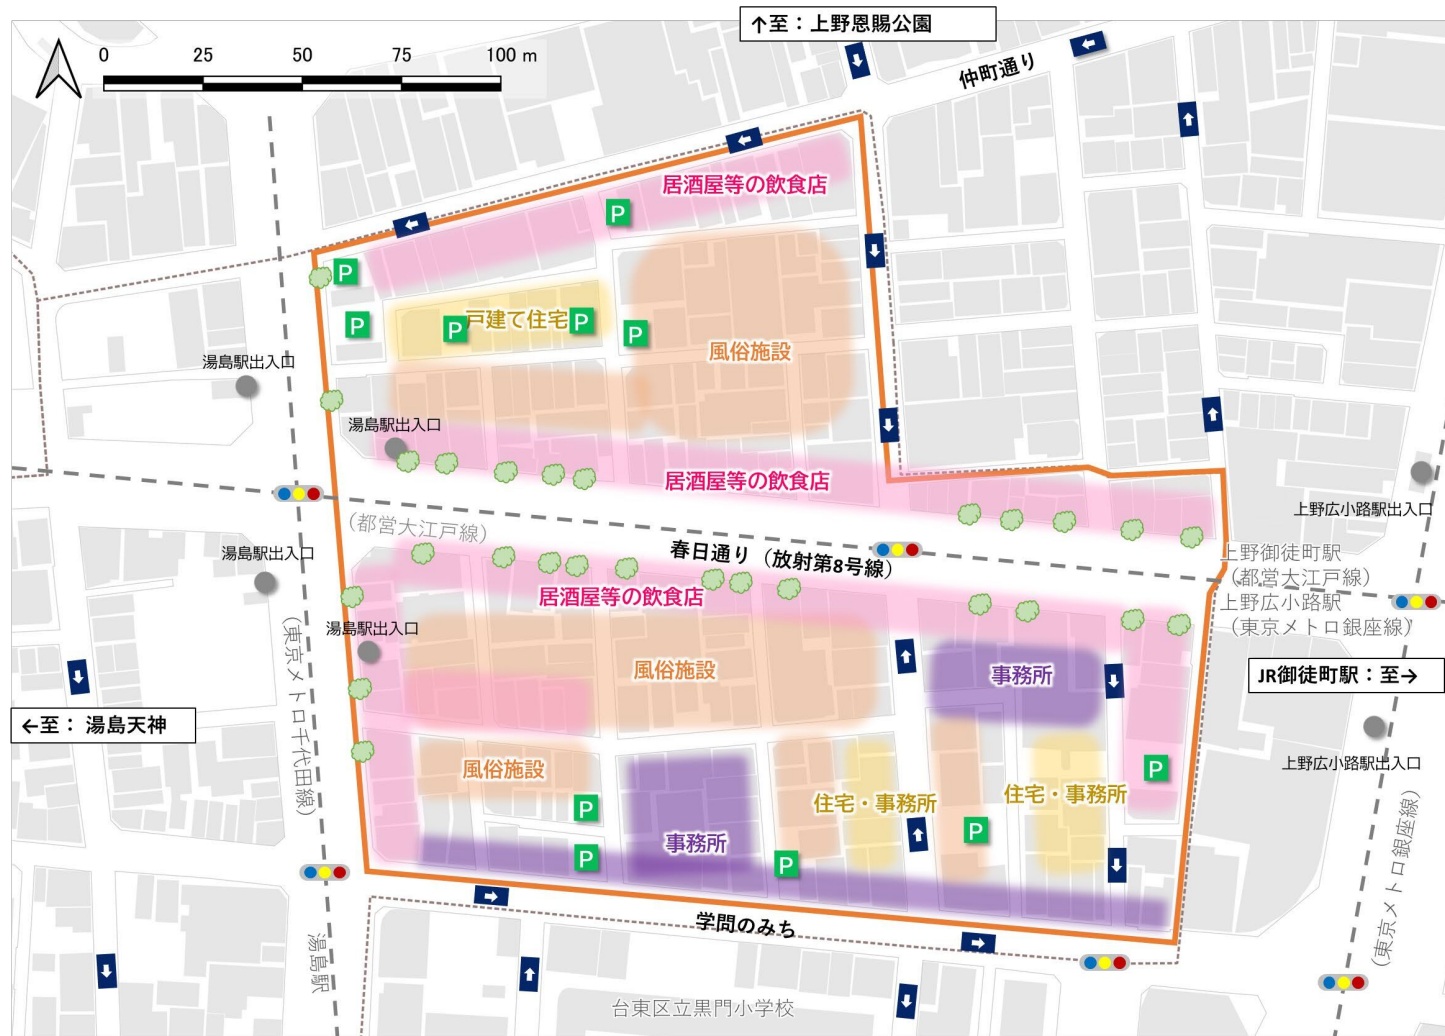 ↑至：上野恩賜公園
0 25 50 75 100 m
仲町通り
居酒屋等の飲食店
P
P
P
戸建て住宅
P
P
P
風俗施設
湯島駅出入口
湯島駅出入口
居酒屋等の飲食店
上野広小路駅出入口
（都営大江戸線）
春日通り（放射第8号線）
湯島駅出入口
上野御徒町駅
（都営大江戸線）
上野広小路駅
（東京メトロ銀座線）
居酒屋等の飲食店
湯島駅出入口
（東京メトロ千代田線）
風俗施設
事務所
JR御徒町駅：至→
←至： 湯島天神
上野広小路駅出入口
風俗施設
P
住宅・事務所
住宅・事務所
P
P
事務所
P
P
（東京メトロ銀座線）
学問のみち
湯島駅
台東区立黒門小学校